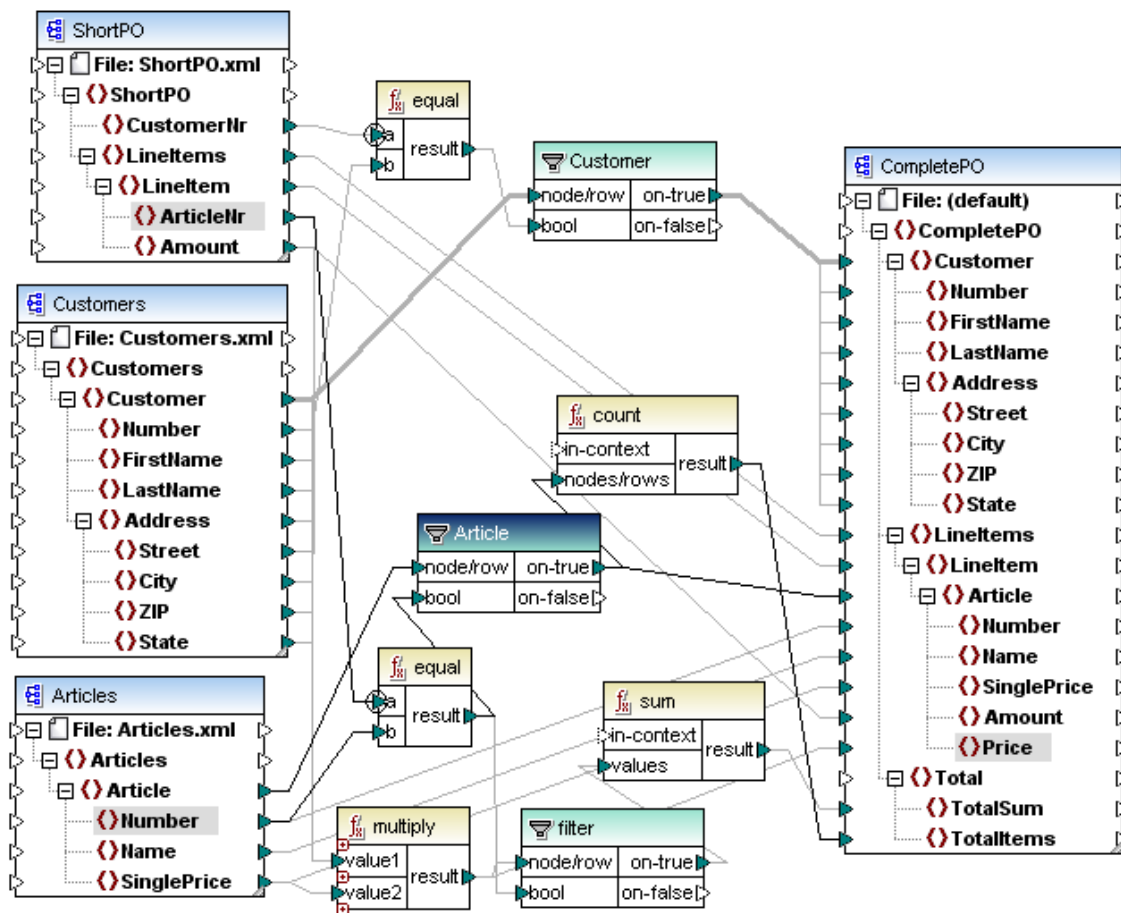 ShortPO
File: ShortPO.xml
ShortPO
CustomerNr
LineItems
LineItem
ArticleNr
Amount
Customers
File: Customers.xml
Customers
Customer
Number
FirstName
LastName
Address
Street
City
ZIP
State
Articles
File: Articles.xml
Articles
Article
Number
Name
SinglePrice
equal
a
result
b
Customer
node/row on-true
bool on-false
count
in-context
result
nodes/rows
Article
node/row on-true
bool on-false
equal
a
result
b
sum
in-context
result
values
multiply
value1
result
value2
filter
node/row on-true
bool on-false
CompletePO
File: (default)
CompletePO
Customer
Number
FirstName
LastName
Address
Street
City
ZIP
State
LineItems
LineItem
Article
Number
Name
SinglePrice
Amount
Price
Total
TotalSum
TotalItems